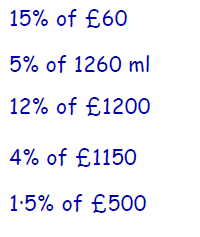 15% of £60
5% of 1260 ml
12% of £1200
4% of £1150
1·5% of £500